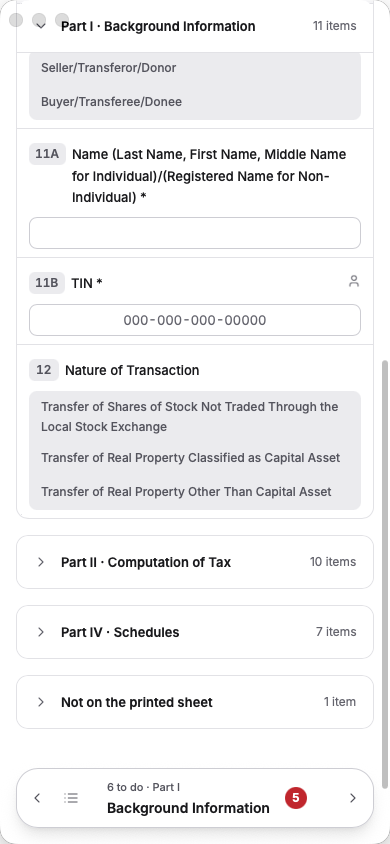 Part I · Background Information
11 items
Seller/Transferor/Donor
Buyer/Transferee/Donee
11A
Name (Last Name, First Name, Middle Name
for Individual)/(Registered Name for Non-
Individual) *
11B
TIN *
000-000-000-00000
12
Nature of Transaction
Transfer of Shares of Stock Not Traded Through the
Local Stock Exchange
Transfer of Real Property Classified as Capital Asset
Transfer of Real Property Other Than Capital Asset
Part II · Computation of Tax
10 items
Part IV · Schedules
7 items
Not on the printed sheet
1 item
6 to do · Part I
Background Information
5